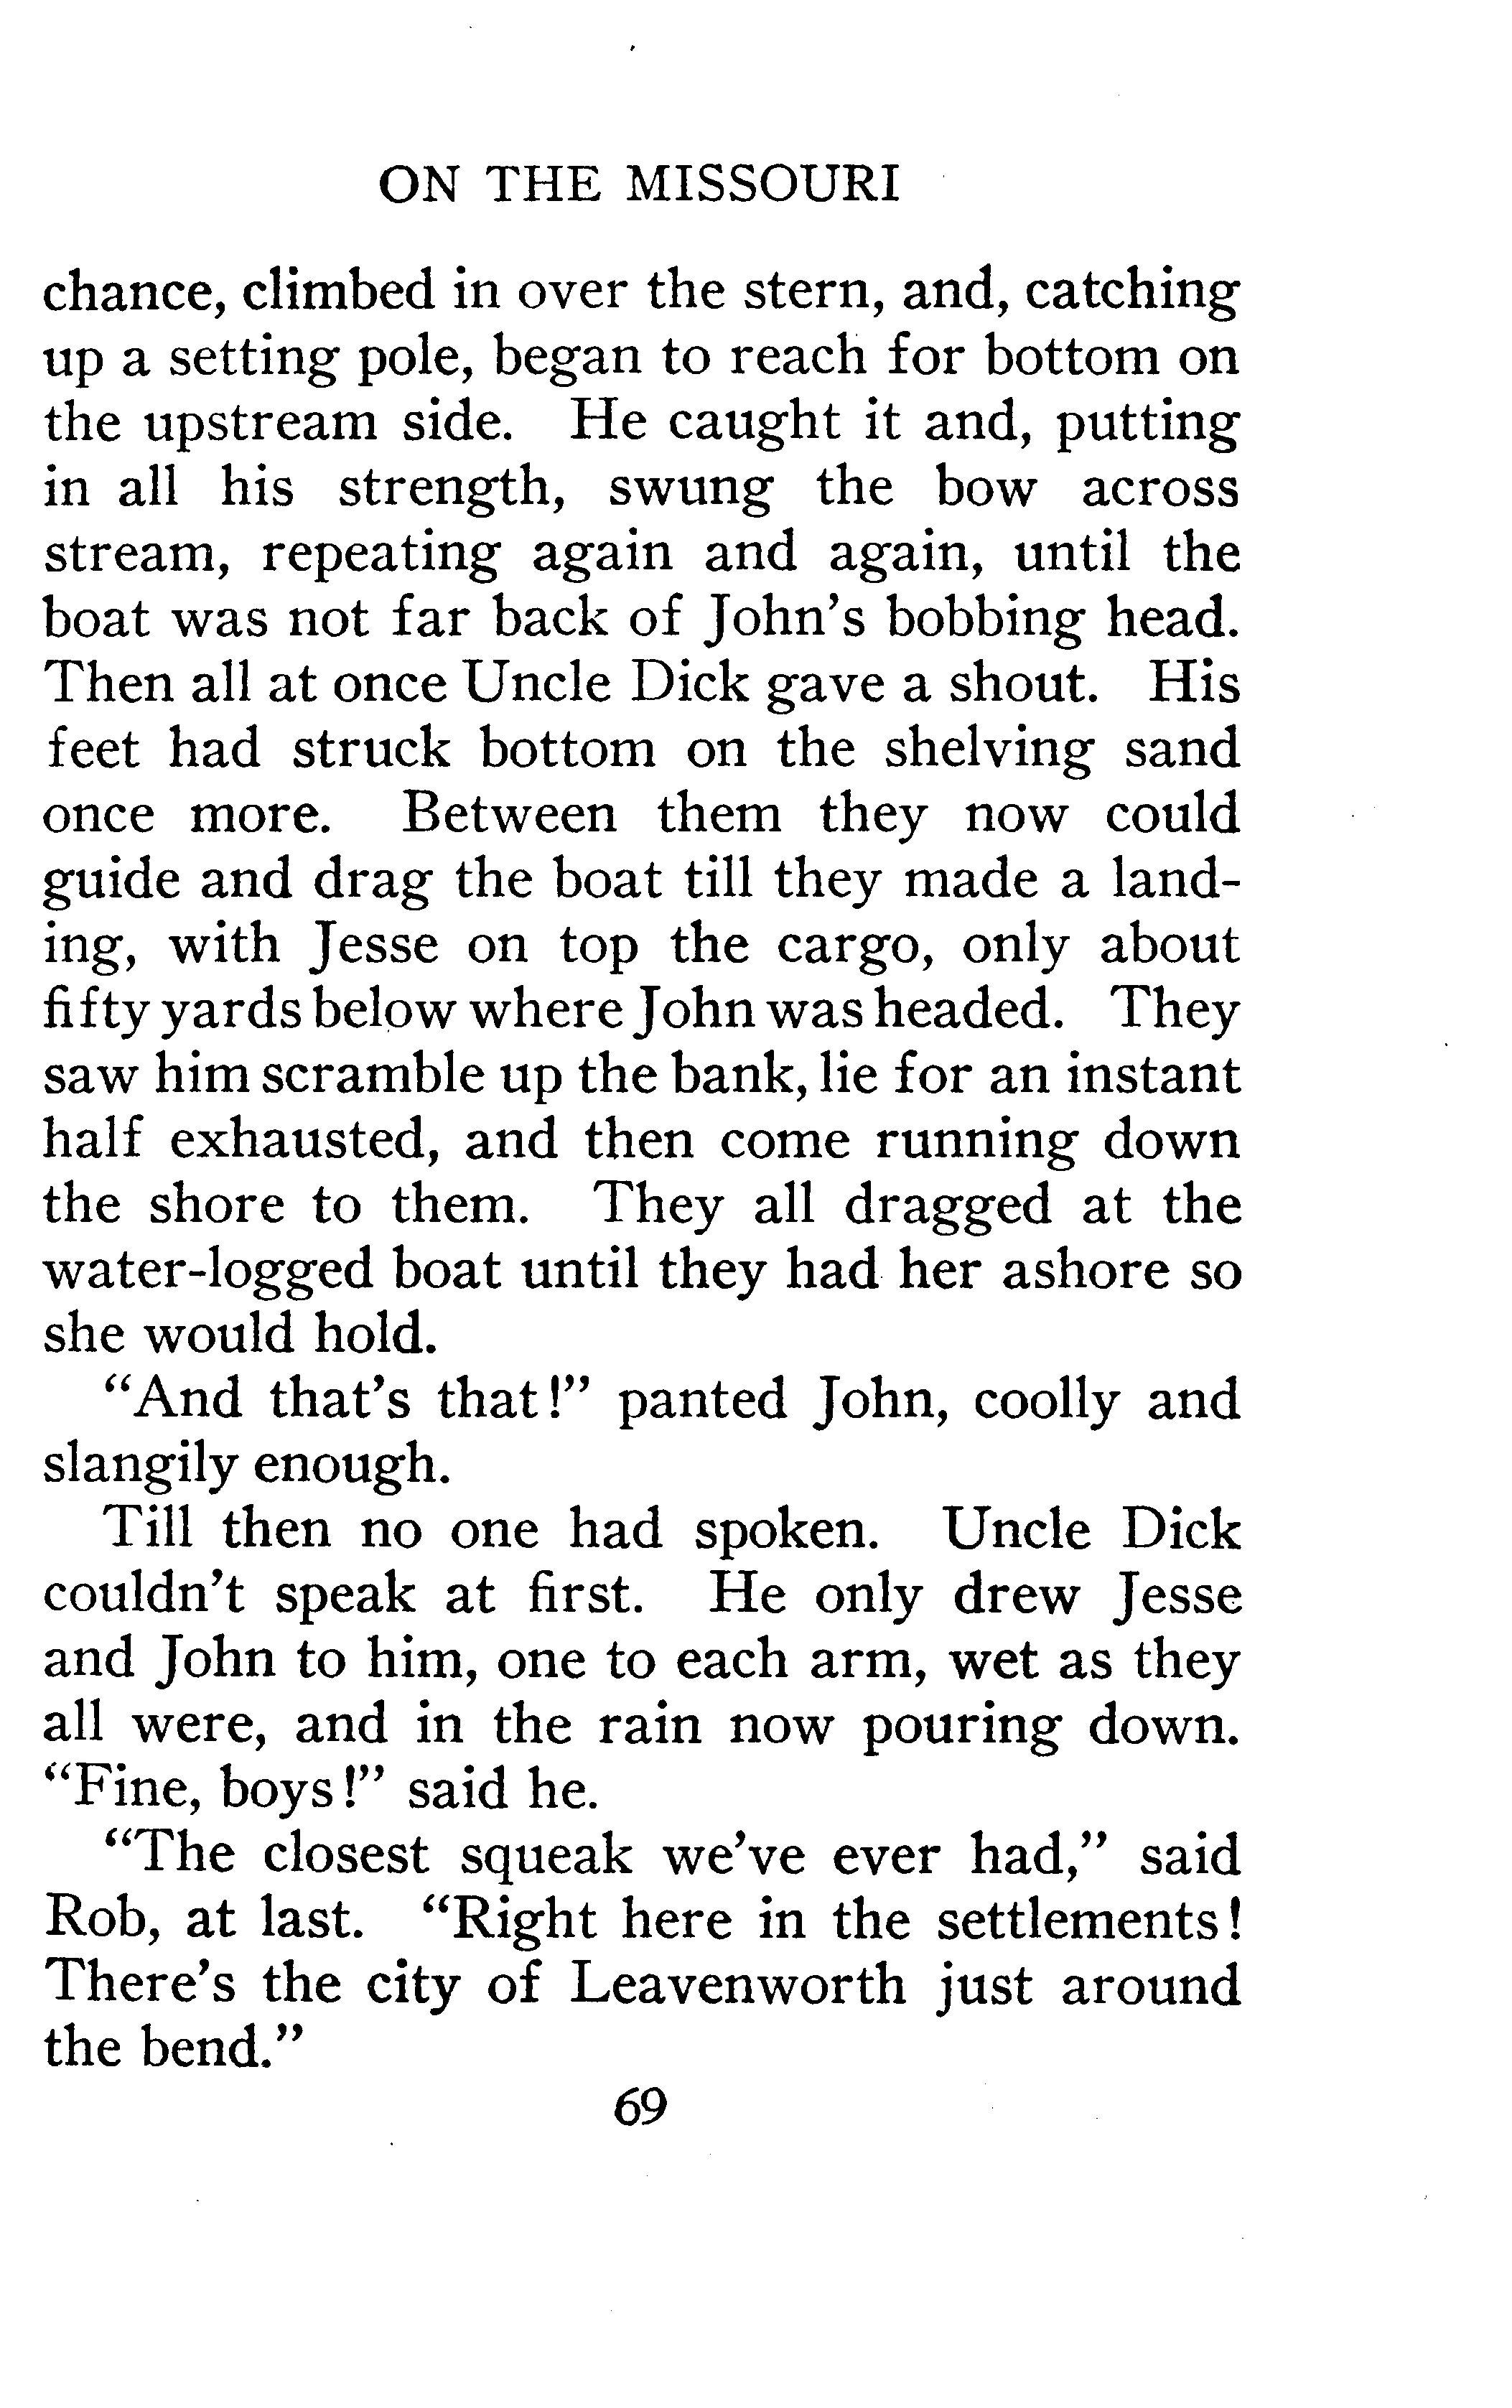 ON THE MISSOURI
chance, climbed in over the stern, and, catching
up a setting pole, began to reach for bottom on
the upstream side. He caught it and, putting
in all his strength, swung the bow across
stream, repeating again and again, until the
boat was not far back of John's bobbing head.
Then all at once Uncle Dick gave a shout. His
feet had struck bottom on the shelving sand
once more. Between them they now could
guide and drag the boat till they made a land-
ing, with Jesse on top the cargo, only about
fifty yards below where John was headed. They
saw him scramble up the bank, lie for an instant
half exhausted, and then come running down
the shore to them. They all dragged at the
water-logged boat until they had her ashore so
she would hold.
"And that's that!" panted John, coolly and
slangily enough.
Till then no one had spoken. Uncle Dick
couldn't speak at first. He only drew Jesse
and John to him, one to each arm, wet as they
all were, and in the rain now pouring down.
"Fine, boys!" said he.
"The closest squeak we've ever had," said
Rob, at last. "Right here in the settlements!
There's the city of Leavenworth just around
the bend."
69